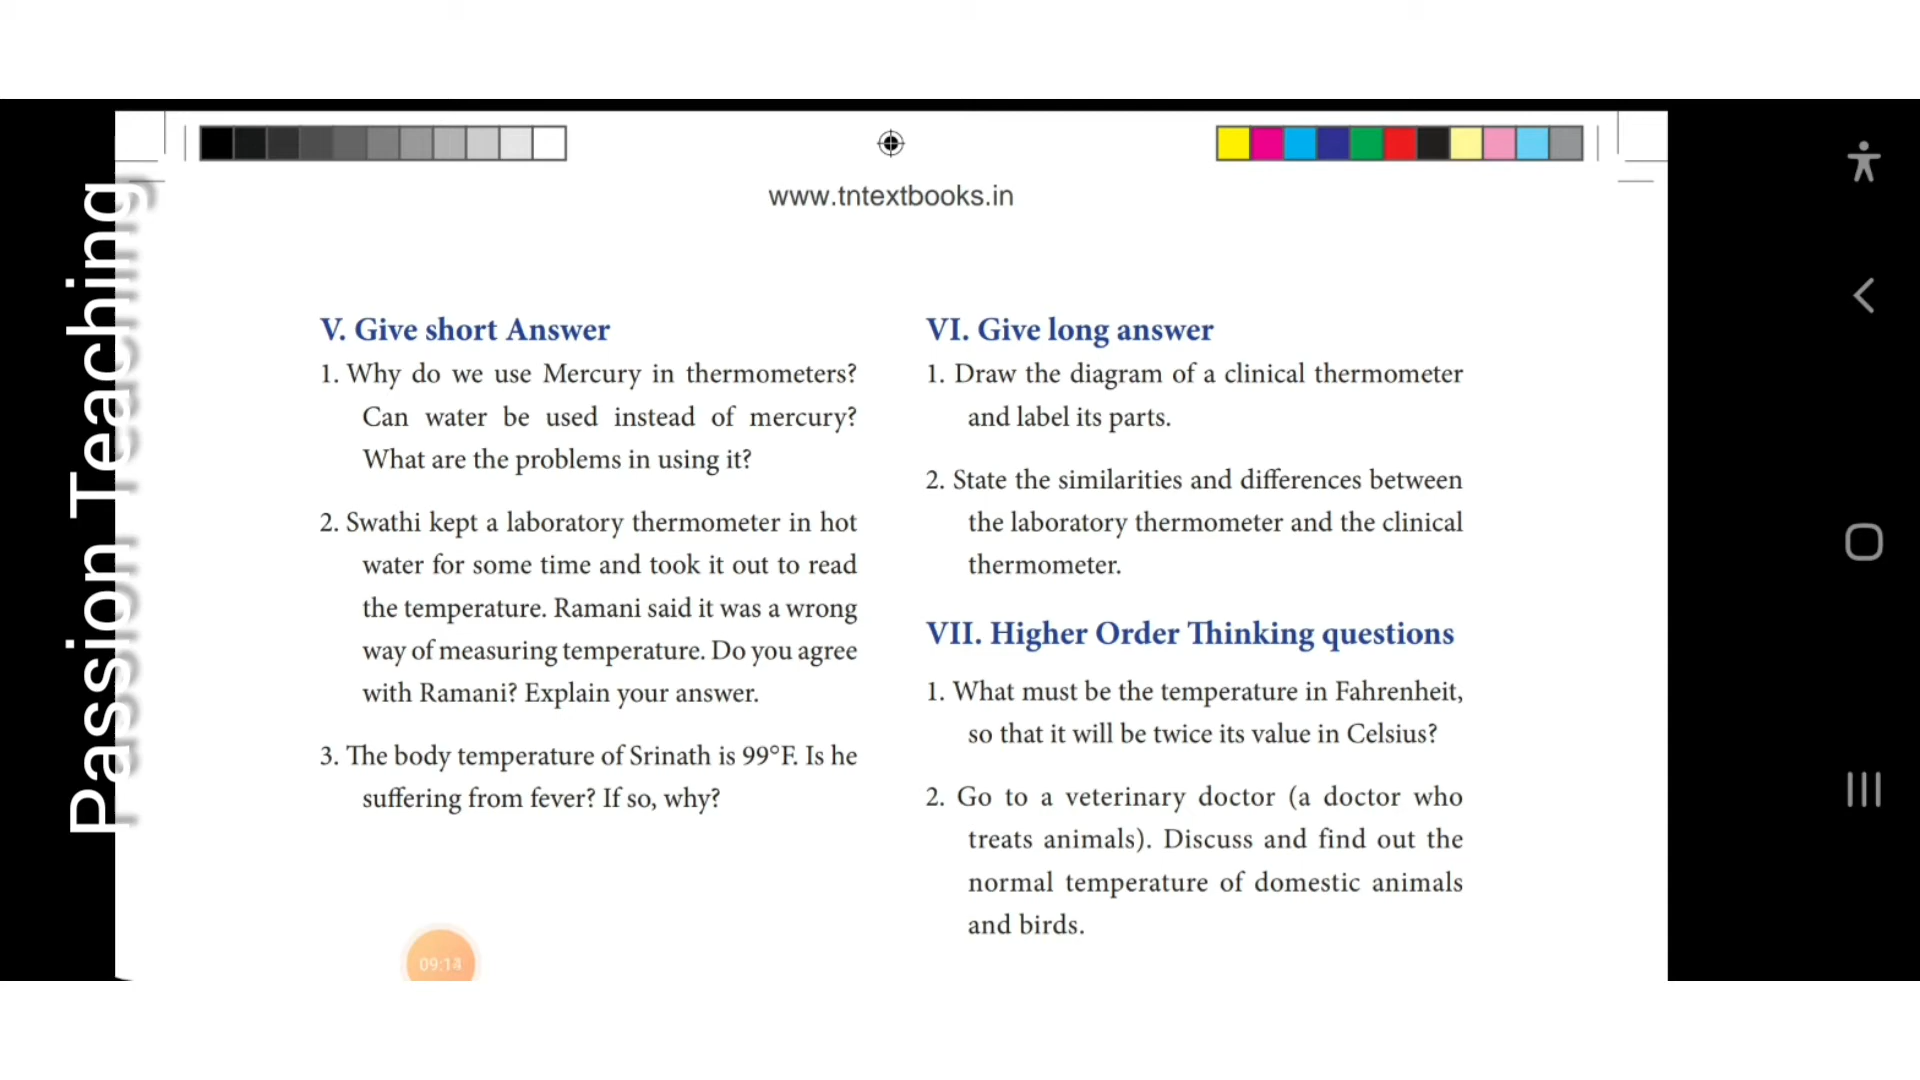 Passion Teaching
www.tntextbooks.in
V. Give short Answer
1. Why do we use Mercury in thermometers?
Can water be used instead of mercury?
What are the problems in using it?
2. Swathi kept a laboratory thermometer in hot
water for some time and took it out to read
the temperature. Ramani said it was a wrong
way of measuring temperature. Do you agree
with Ramani? Explain your answer.
3. The body temperature of Srinath is 99°F. Is he
suffering from fever? If so, why?
09:14
VI. Give long answer
1. Draw the diagram of a clinical thermometer
and label its parts.
2. State the similarities and differences between
the laboratory thermometer and the clinical
thermometer.
VII. Higher Order Thinking questions
1. What must be the temperature in Fahrenheit,
so that it will be twice its value in Celsius?
2. Go to a veterinary doctor (a doctor who
treats animals). Discuss and find out the
normal temperature of domestic animals
and birds.